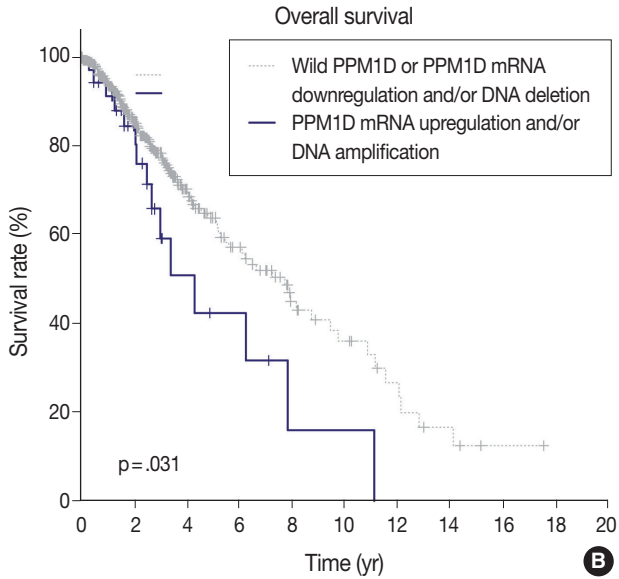 Overall survival
Wild PPM1D or PPM1D mRNA
downregulation and/or DNA deletion
PPM1D mRNA upregulation and/or
DNA amplification
Survival rate (%)
100
80
60
40
20
0
p=.031
0 2 4 6 8 10 12 14 16 18 20
Time (yr)
B